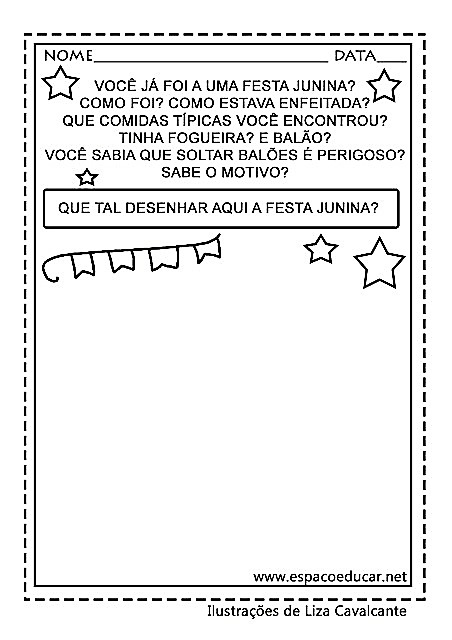 NOME____________________ DATA____
VOCÊ JÁ FOI A UMA FESTA JUNINA?
COMO FOI? COMO ESTAVA ENFEITADA?
QUE COMIDAS TÍPICAS VOCÊ ENCONTROU?
TINHA FOGUEIRA? E BALÃO?
VOCÊ SABIA QUE SOLTAR BALÕES É PERIGOSO?
SABE O MOTIVO?
QUE TAL DESENHAR AQUI A FESTA JUNINA?
www.espacoeducar.net
Ilustrações de Liza Cavalcante